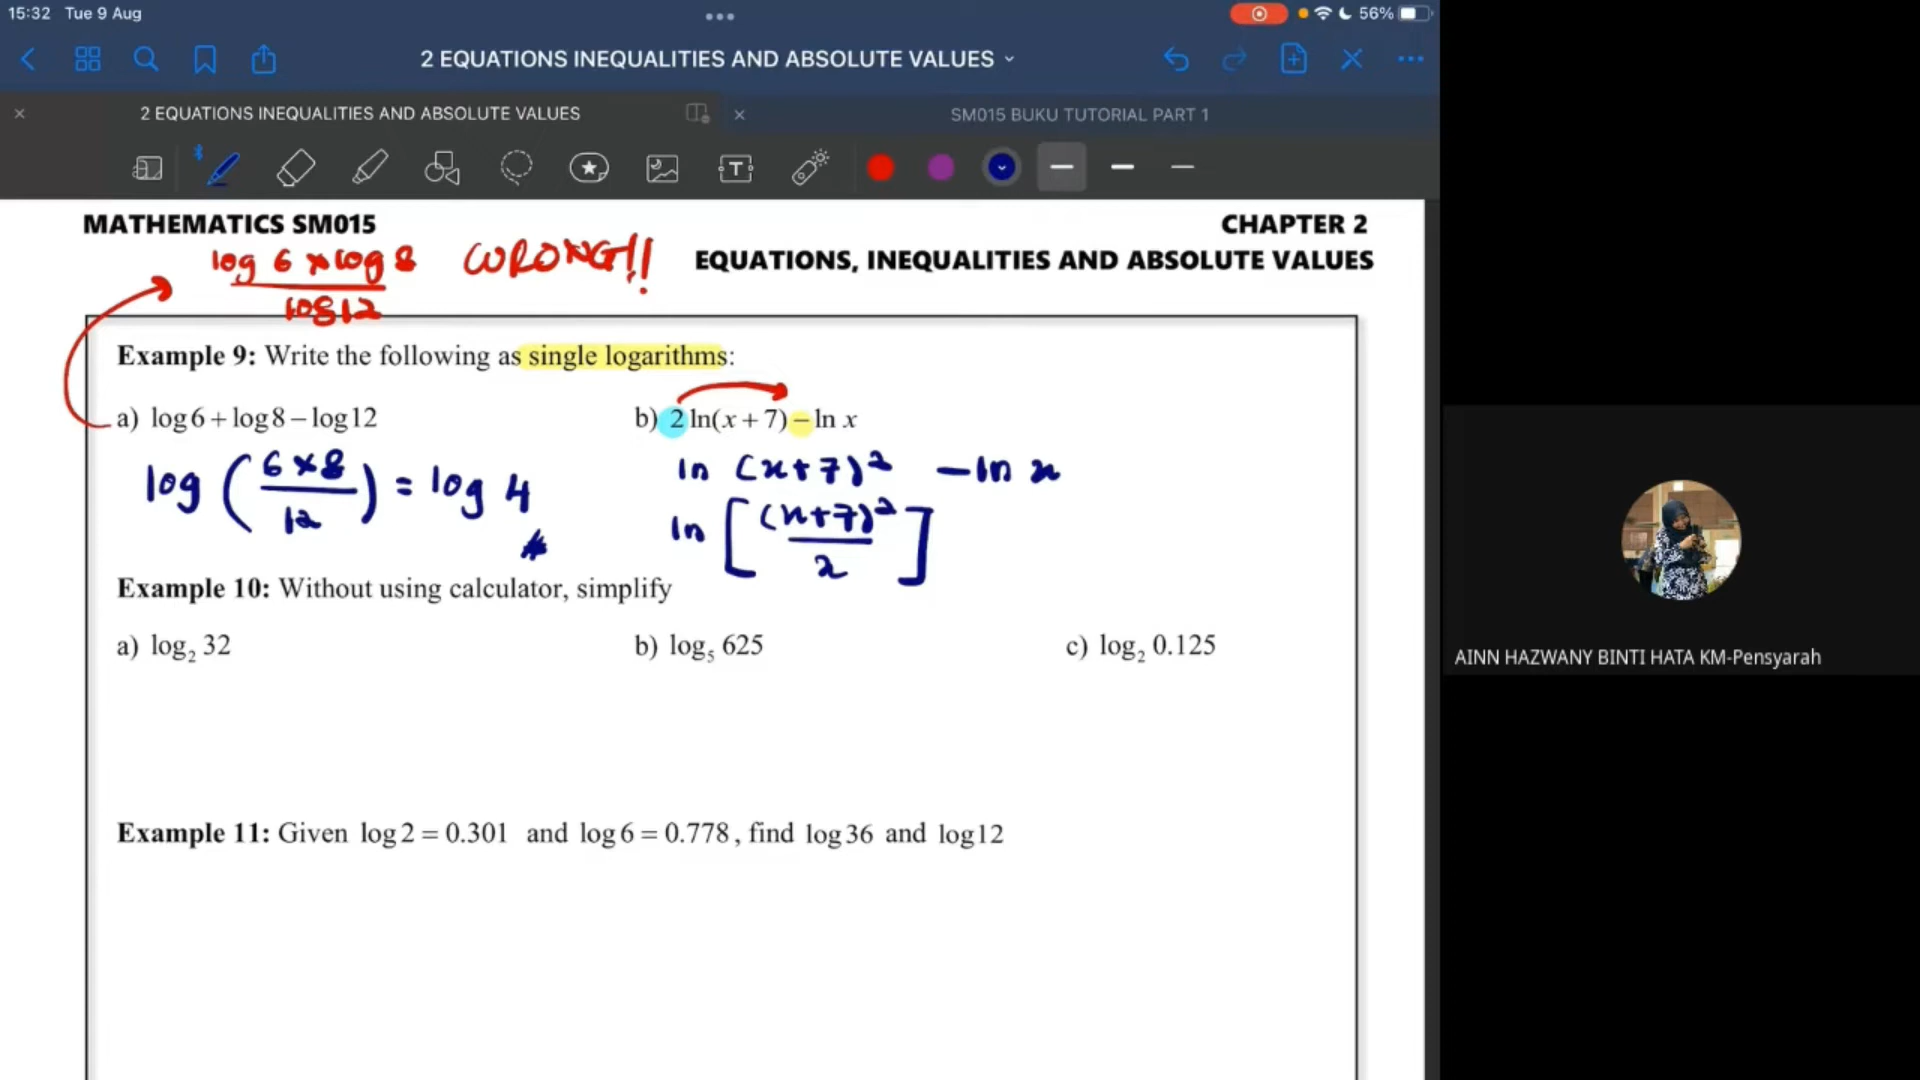 15:32 Tue 9 Aug
56%
2 EQUATIONS INEQUALITIES AND ABSOLUTE VALUES
2 EQUATIONS INEQUALITIES AND ABSOLUTE VALUES
SM015 BUKU TUTORIAL PART 1
MATHEMATICS SM015
CHAPTER 2
EQUATIONS, INEQUALITIES AND ABSOLUTE VALUES
log 6 × log 8
log 12
WRONG!!
Example 9: Write the following as single logarithms:
a) log 6 + log 8 − log 12
b) 2 ln(x + 7) − ln x
log ( 6 × 8 / 12 ) = log 4
ln (x+7)² − ln x
ln [ (x+7)² / 2 ]
Example 10: Without using calculator, simplify
a) log₂ 32
b) log₅ 625
c) log₂ 0.125
Example 11: Given log 2 = 0.301 and log 6 = 0.778, find log 36 and log 12
AINN HAZWANY BINTI HATA KM-Pensyarah